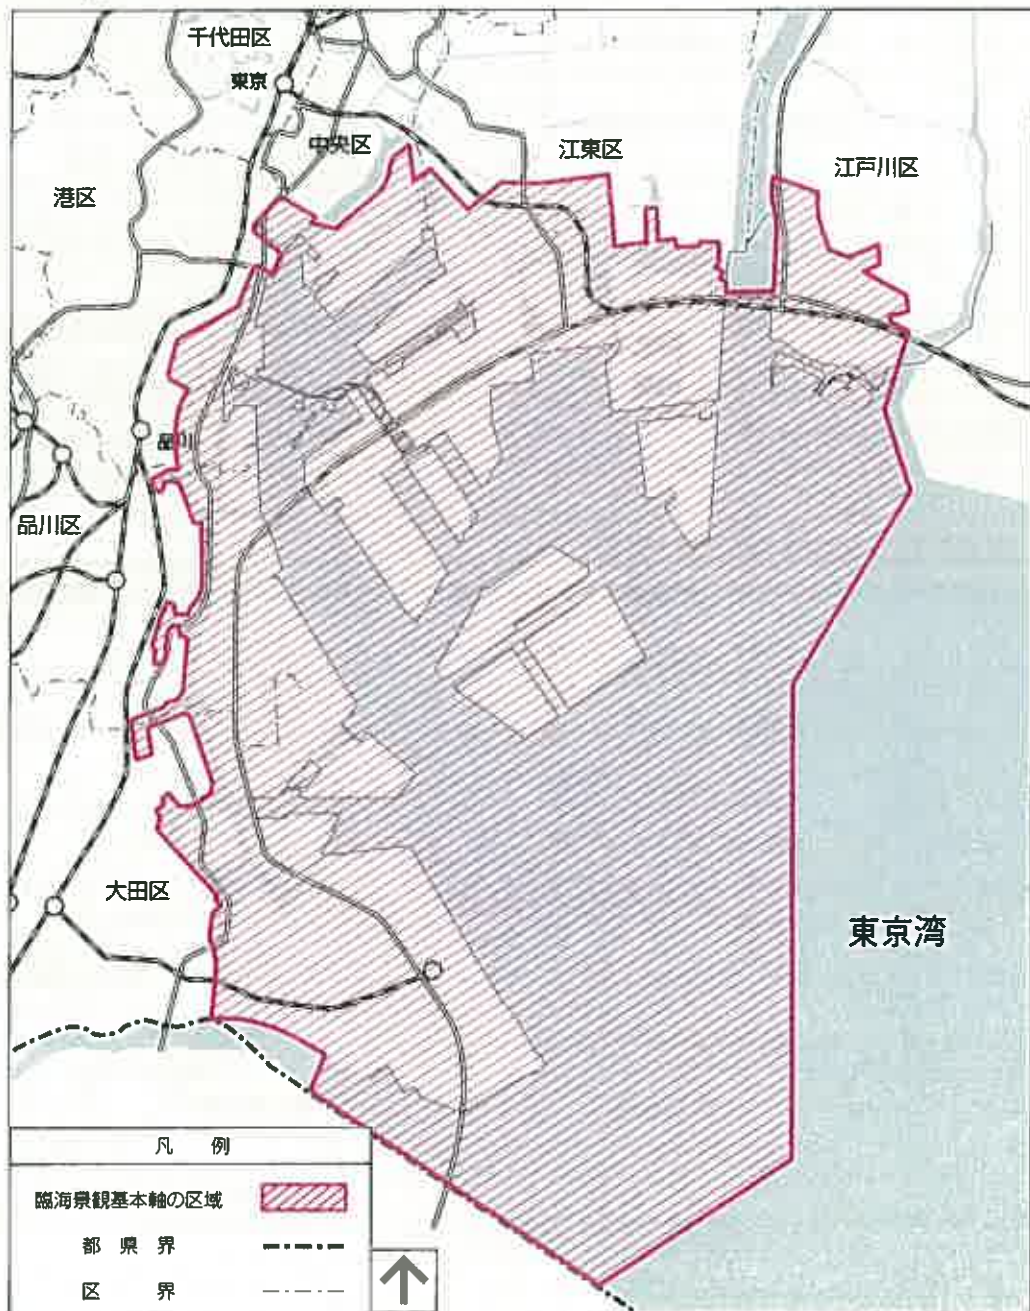 千代田区
東京
中央区
江東区
江戸川区
港区
品川
品川区
大田区
東京湾
凡 例
臨海景観基本軸の区域
都 県 界
区 界